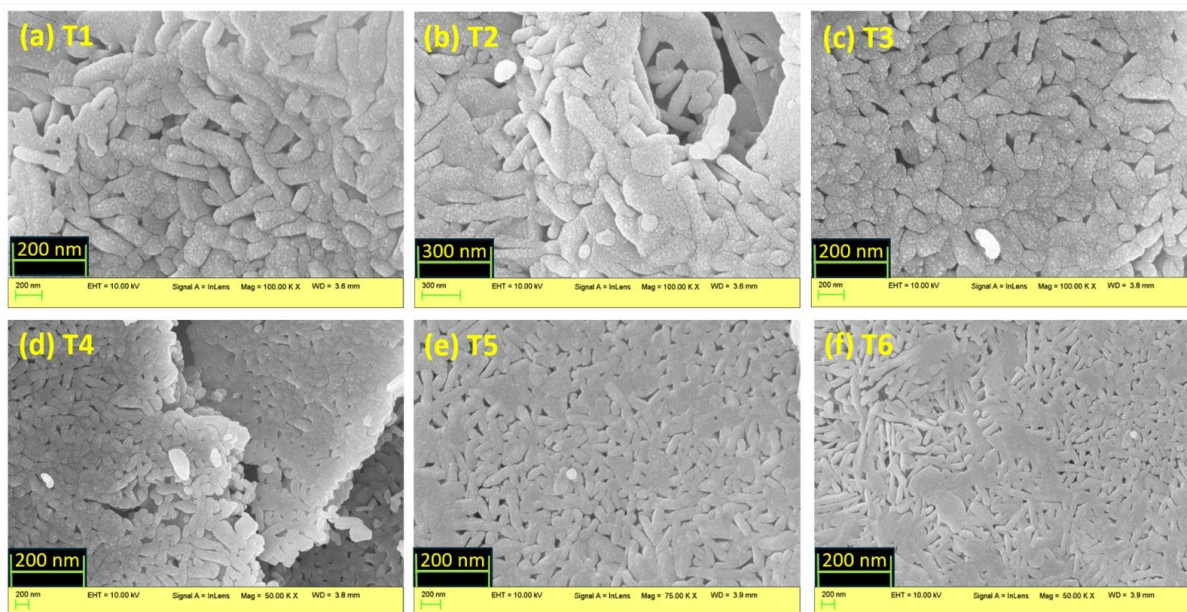 (a) T1
200 nm
200 nm EHT = 10.00 kV Signal A = InLens Mag = 100.00 K X WD = 3.6 mm
(b) T2
300 nm
300 nm EHT = 10.00 kV Signal A = InLens Mag = 100.00 K X WD = 3.6 mm
(c) T3
200 nm
200 nm EHT = 10.00 kV Signal A = InLens Mag = 100.00 K X WD = 3.8 mm
(d) T4
200 nm
200 nm EHT = 10.00 kV Signal A = InLens Mag = 50.00 K X WD = 3.8 mm
(e) T5
200 nm
200 nm EHT = 10.00 kV Signal A = InLens Mag = 75.00 K X WD = 3.9 mm
(f) T6
200 nm
200 nm EHT = 10.00 kV Signal A = InLens Mag = 50.00 K X WD = 3.9 mm